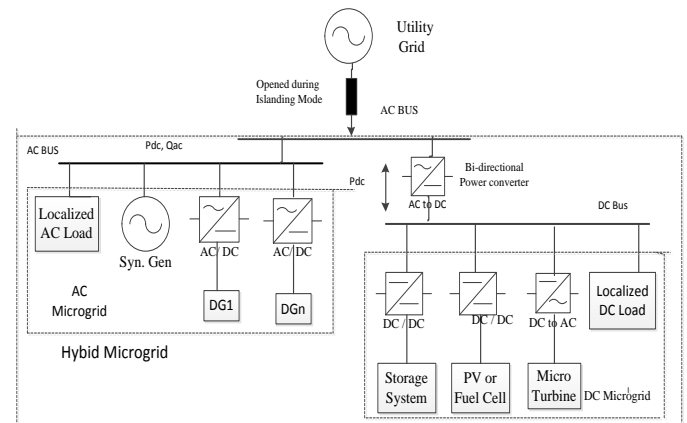 Utility
Grid
Opened during
Islanding Mode
AC BUS
AC BUS
Pdc, Qac
Pdc
Bi-directional
Power converter
AC to DC
DC Bus
Localized
AC Load
Syn. Gen
AC/ DC
AC/ DC
DG1
DGn
AC
Microgrid
Hybid Microgrid
DC / DC
DC / DC
DC to AC
Localized
DC Load
Storage
System
PV or
Fuel Cell
Micro
Turbine
DC Microgrid